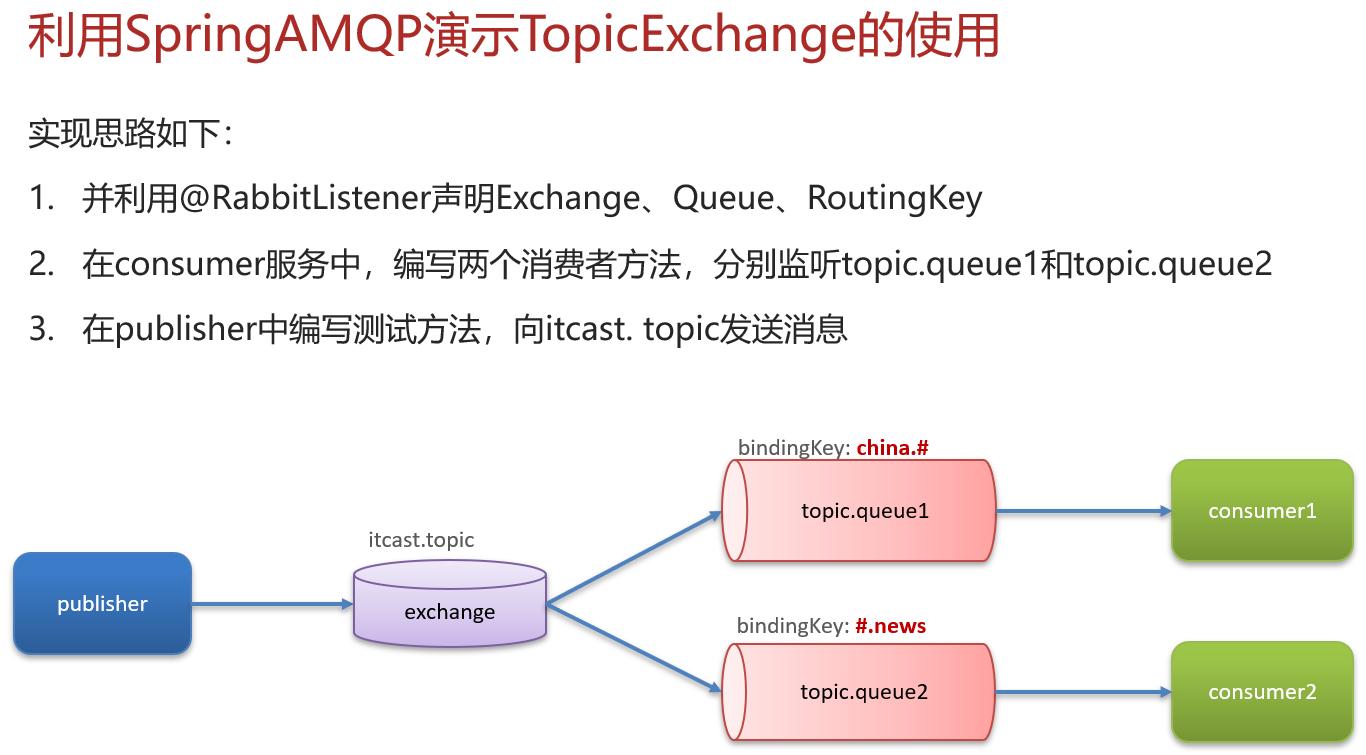 利用SpringAMQP演示TopicExchange的使用
实现思路如下：
1. 并利用@RabbitListener声明Exchange、Queue、RoutingKey
2. 在consumer服务中，编写两个消费者方法，分别监听topic.queue1和topic.queue2
3. 在publisher中编写测试方法，向itcast. topic发送消息
bindingKey: china.#
topic.queue1
consumer1
itcast.topic
publisher
exchange
bindingKey: #.news
topic.queue2
consumer2